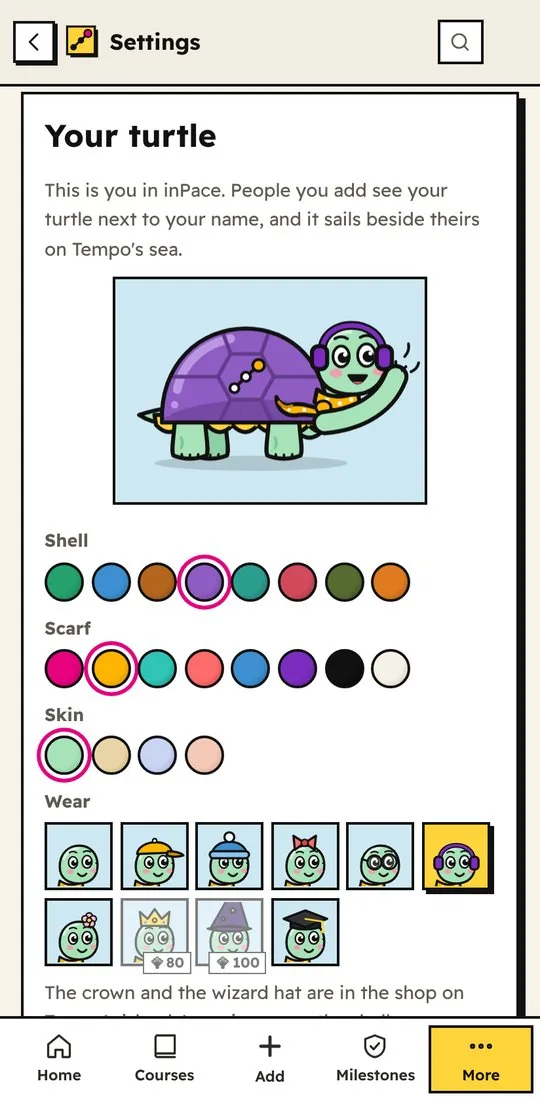 Settings
Your turtle
This is you in inPace. People you add see your
turtle next to your name, and it sails beside theirs
on Tempo's sea.
Shell
Scarf
Skin
Wear
80
100
The crown and the wizard hat are in the shop on
Home
Courses
Add
Milestones
More